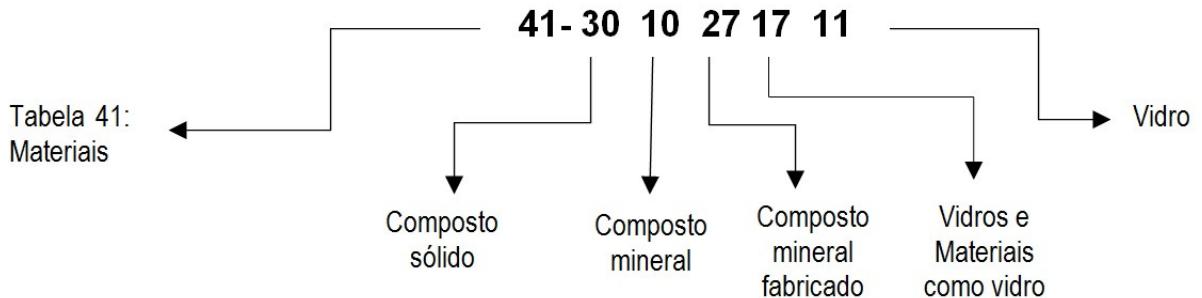 41- 30 10 27 17 11
Tabela 41:
Materiais
Vidro
Composto
sólido
Composto
mineral
Composto
mineral
fabricado
Vidros e
Materiais
como vidro